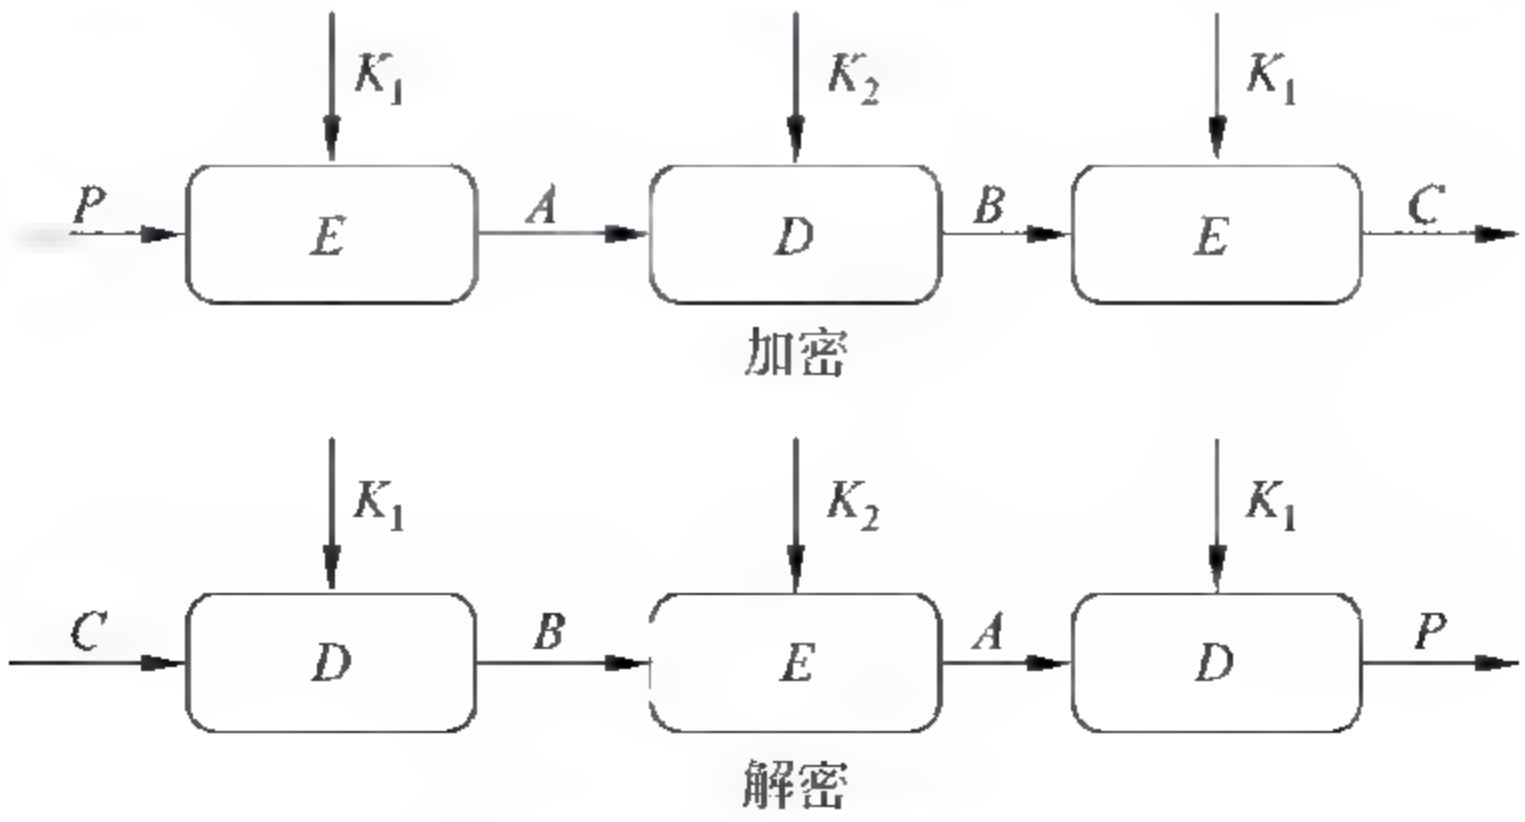 K₁ K₂ K₁
P E A D B E C
加密
K₁ K₂ K₁
C D B E A D P
解密